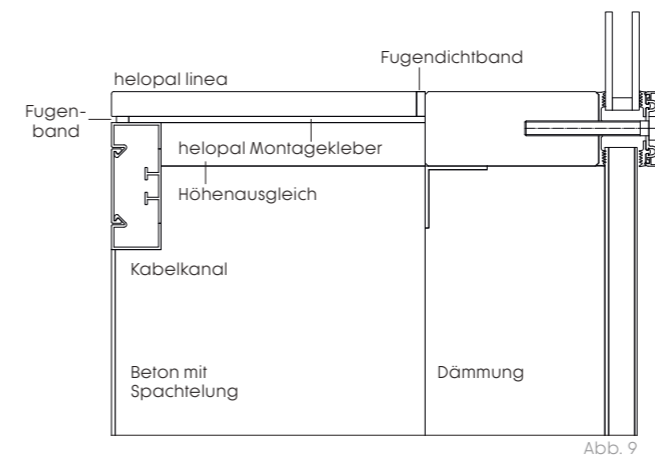 Fugendichtband
helopal linea
Fugen-
band
helopal Montagekleber
Höhenausgleich
Kabelkanal
Beton mit
Spachtelung
Dämmung
Abb. 9